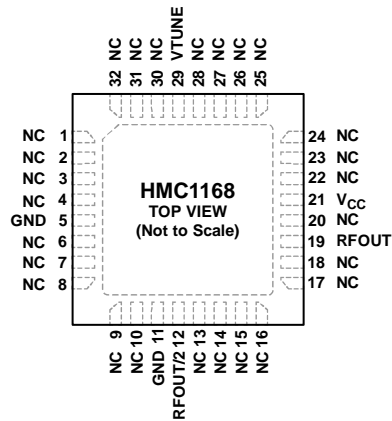 32 NC
31 NC
30 NC
29 VTUNE
28 NC
27 NC
26 NC
25 NC
NC 1
NC 2
NC 3
NC 4
GND 5
NC 6
NC 7
NC 8
HMC1168
TOP VIEW
(Not to Scale)
24 NC
23 NC
22 NC
21 VCC
20 NC
19 RFOUT
18 NC
17 NC
NC 9
NC 10
GND 11
RFOUT/2 12
NC 13
NC 14
NC 15
NC 16